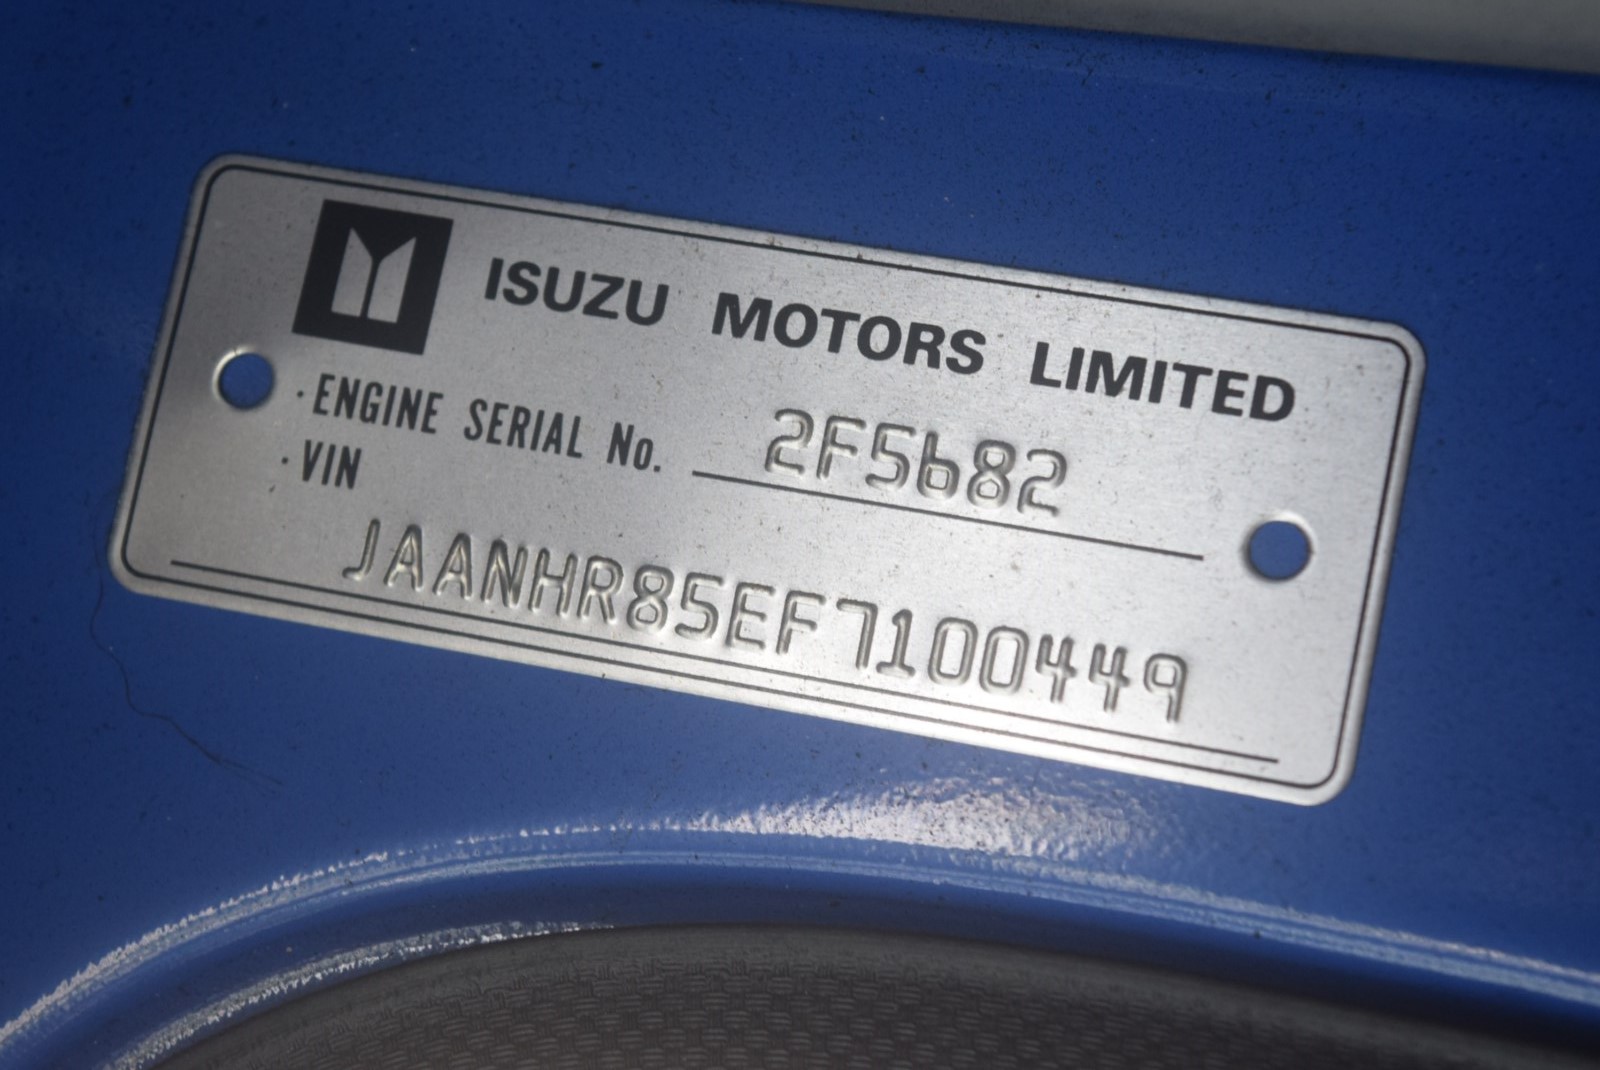 ISUZU MOTORS LIMITED
· ENGINE SERIAL No. 2F5682
· VIN
JAANHR85EF7100449